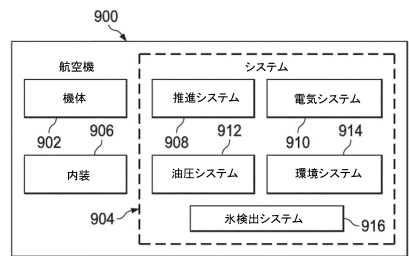 900
航空機 システム
機体 推進システム 電気システム
902 906 908 912 910 914
内装 油圧システム 環境システム
904 氷検出システム 916